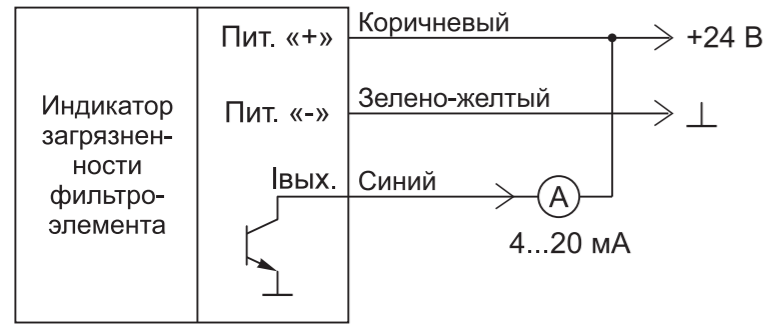 Индикатор
загрязнен-
ности
фильтро-
элемента
Пит. «+»
Коричневый
+24 В
Пит. «-»
Зелено-желтый
Iвых.
Синий
А
4...20 мА